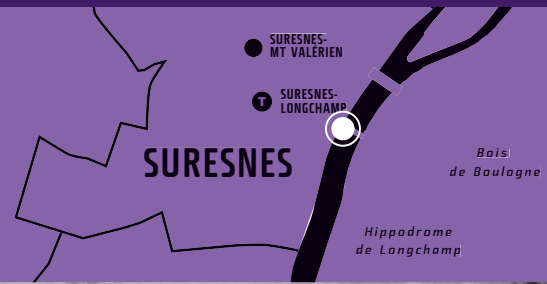 SURESNES-
MT VALÉRIEN
T
SURESNES-
LONGCHAMP
SURESNES
Bois
de Boulogne
Hippodrome
de Longchamp